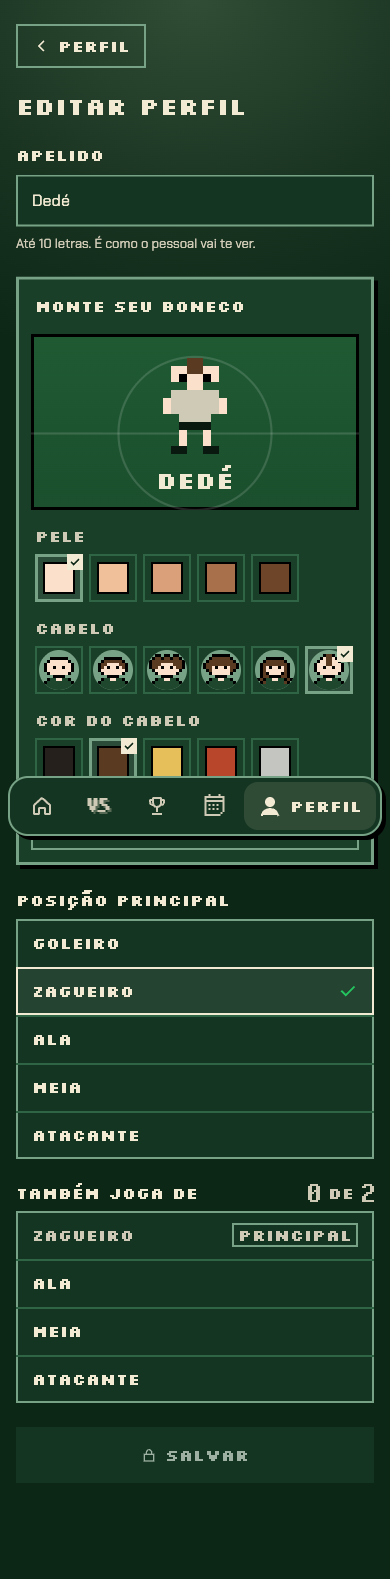 PERFIL
EDITAR PERFIL
APELIDO
Dedé
Até 10 letras. É como o pessoal vai te ver.
MONTE SEU BONECO
DEDÉ
PELE
CABELO
COR DO CABELO
VS PERFIL
POSIÇÃO PRINCIPAL
GOLEIRO
ZAGUEIRO
ALA
MEIA
ATACANTE
TAMBÉM JOGA DE 0 DE 2
ZAGUEIRO PRINCIPAL
ALA
MEIA
ATACANTE
SALVAR